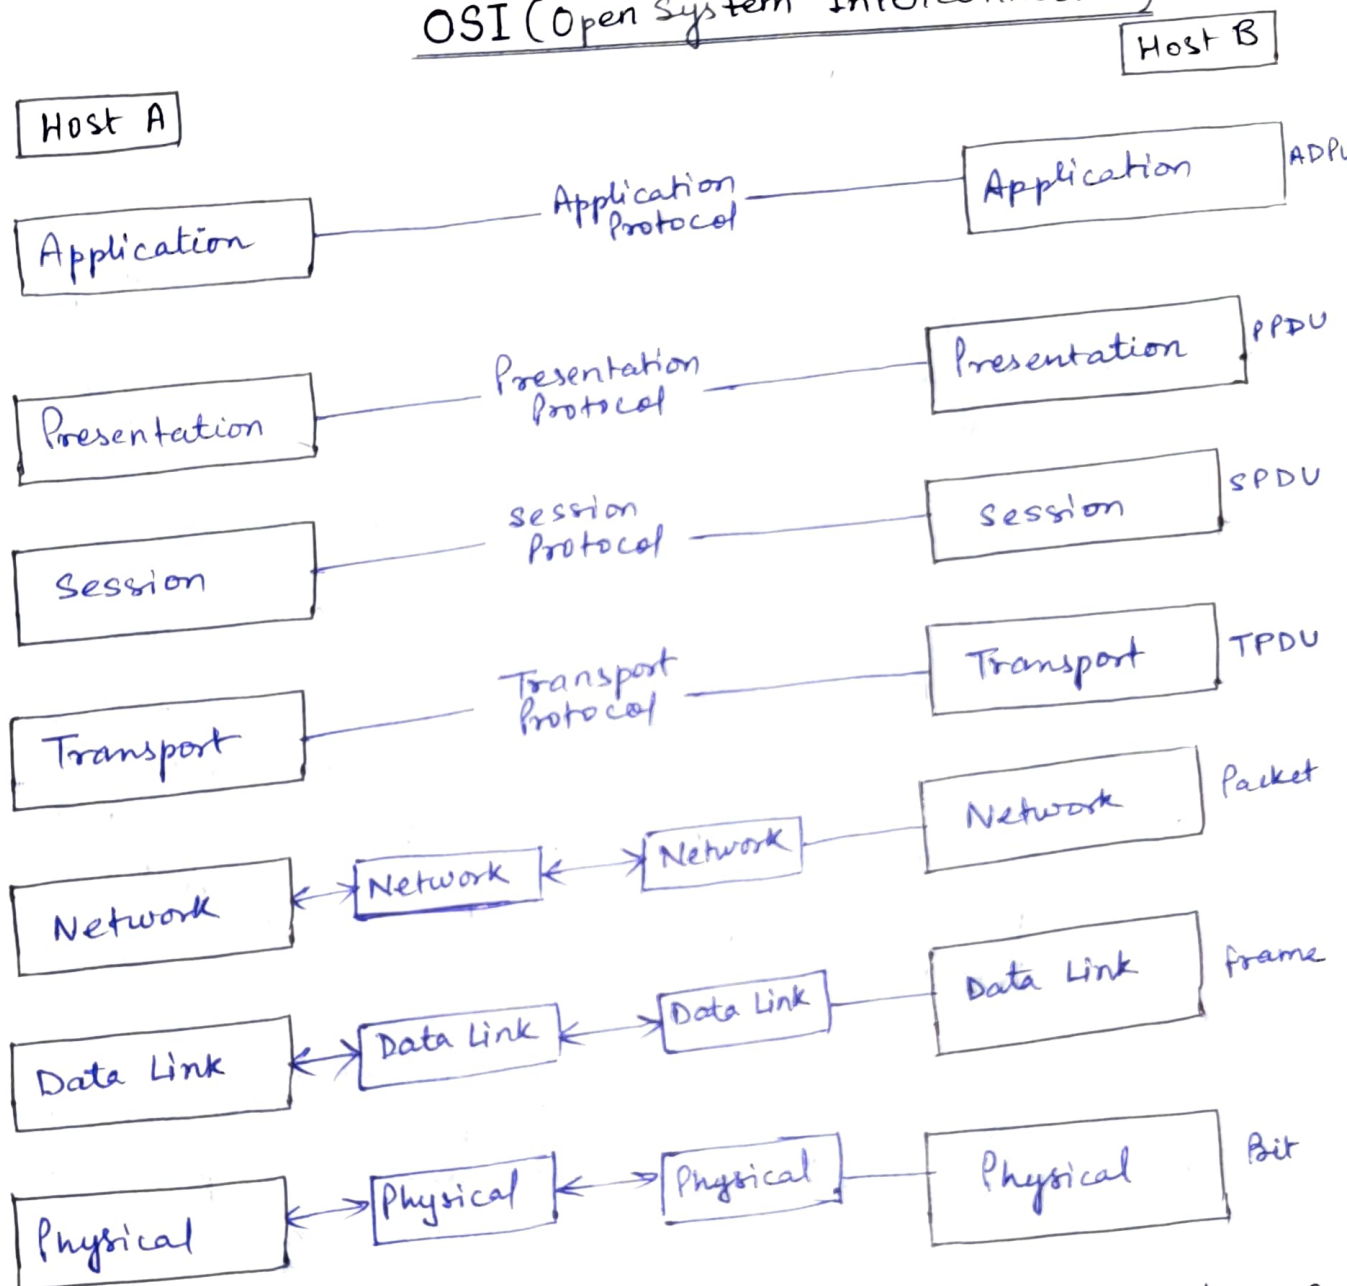 OSI (Open System
Host B
Host A
Application
Application
Protocol
Application
Presentation
Presentation
Protocol
Presentation
PPDU
Session
Session
Protocol
Session
SPDU
Transport
Transport
Protocol
Transport
TPDU
Network
Network
Network
Network
Packet
Data Link
Data Link
Data Link
Data Link
frame
Physical
Physical
Physical
Physical
Bit